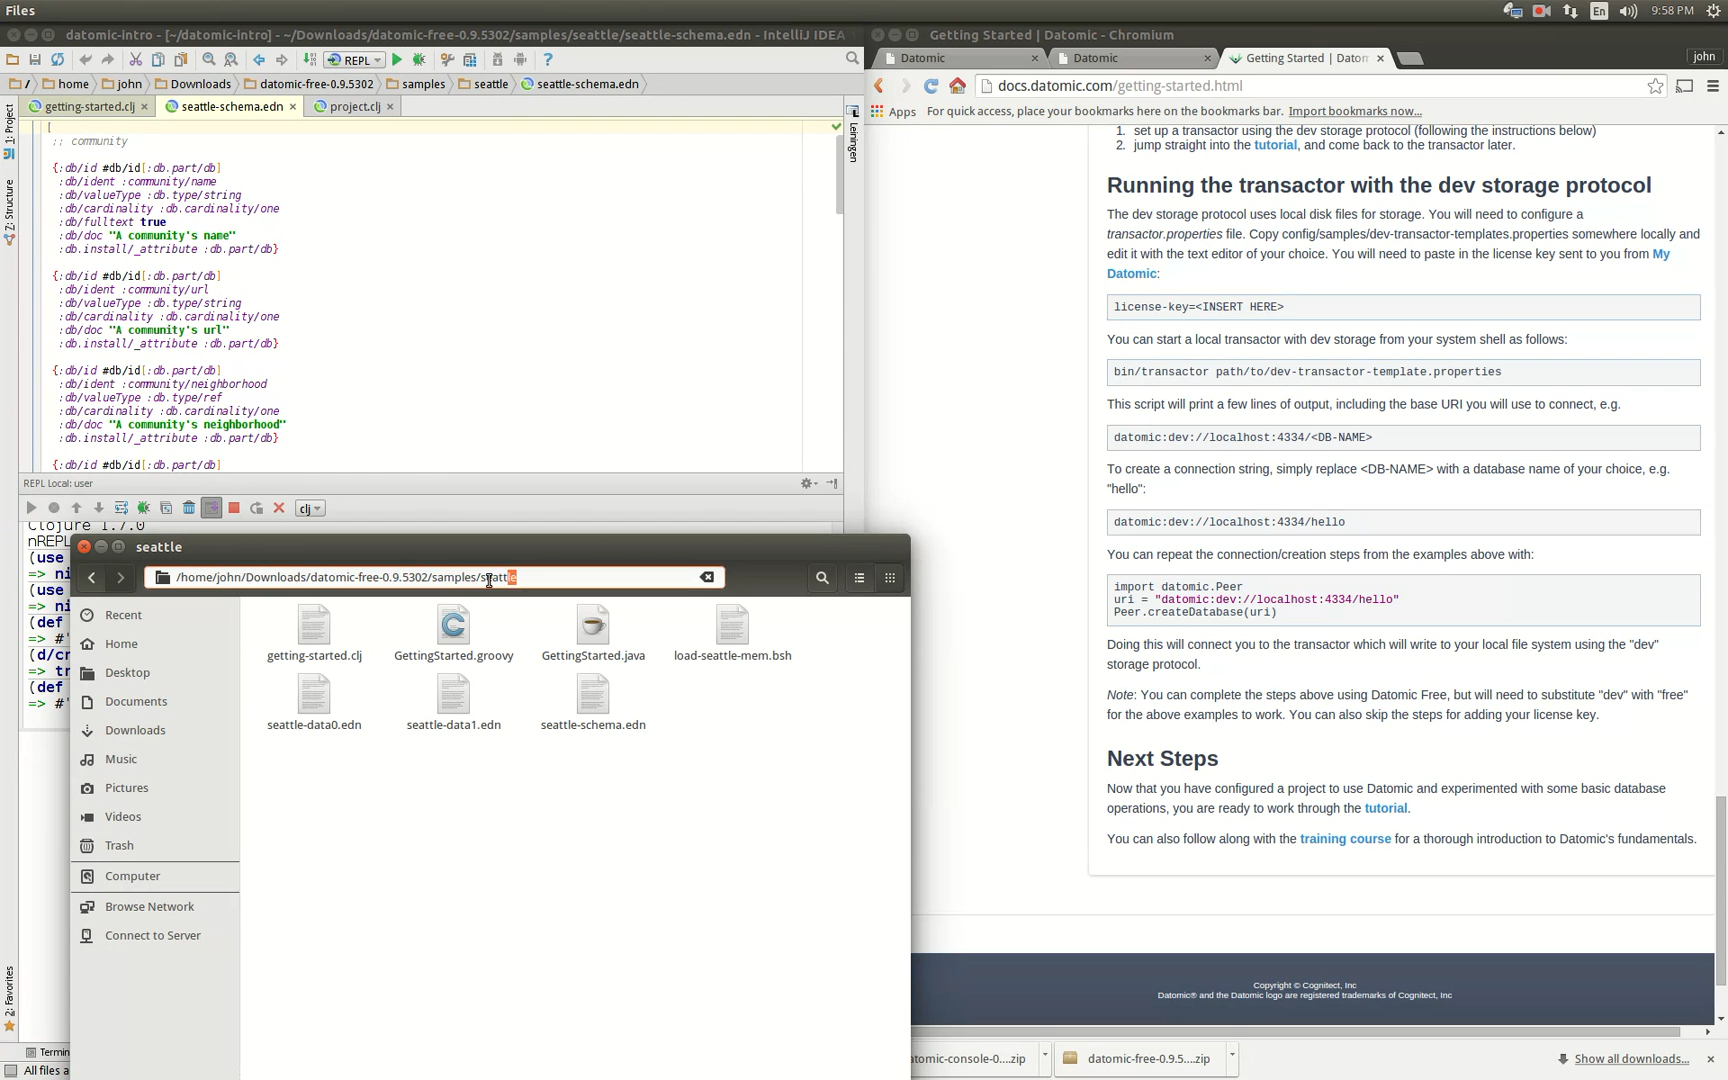 Files
En
9:58 PM
datomic-intro - [~/datomic-intro] - ~/Downloads/datomic-free-0.9.5302/samples/seattle/seattle-schema.edn - IntelliJ IDEA
REPL
/
home
john
Downloads
datomic-free-0.9.5302
samples
seattle
seattle-schema.edn
getting-started.clj
seattle-schema.edn
project.clj
1: Project
Z: Structure
2: Favorites
Leiningen
[
;; community
{:db/id #db/id[:db.part/db]
:db/ident :community/name
:db/valueType :db.type/string
:db/cardinality :db.cardinality/one
:db/fulltext true
:db/doc "A community's name"
:db.install/_attribute :db.part/db}
{:db/id #db/id[:db.part/db]
:db/ident :community/url
:db/valueType :db.type/string
:db/cardinality :db.cardinality/one
:db/doc "A community's url"
:db.install/_attribute :db.part/db}
{:db/id #db/id[:db.part/db]
:db/ident :community/neighborhood
:db/valueType :db.type/ref
:db/cardinality :db.cardinality/one
:db/doc "A community's neighborhood"
:db.install/_attribute :db.part/db}
{:db/id #db/id[:db.part/db]
REPL Local: user
clj
Clojure 1.7.0
nREPL
(use
=> ni
(use
=> ni
(def
=> #'
(d/cr
=> tr
(def
=> #'
Termin
All files a
seattle
/home/john/Downloads/datomic-free-0.9.5302/samples/seattle
Recent
Home
Desktop
Documents
Downloads
Music
Pictures
Videos
Trash
Computer
Browse Network
Connect to Server
getting-started.clj
GettingStarted.groovy
GettingStarted.java
load-seattle-mem.bsh
seattle-data0.edn
seattle-data1.edn
seattle-schema.edn
Getting Started | Datomic - Chromium
Datomic
Datomic
Getting Started | Datom
john
docs.datomic.com/getting-started.html
Apps
For quick access, place your bookmarks here on the bookmarks bar. Import bookmarks now...
1. set up a transactor using the dev storage protocol (following the instructions below)
2. jump straight into the tutorial, and come back to the transactor later.
Running the transactor with the dev storage protocol
The dev storage protocol uses local disk files for storage. You will need to configure a
transactor.properties file. Copy config/samples/dev-transactor-templates.properties somewhere locally and
edit it with the text editor of your choice. You will need to paste in the license key sent to you from My
Datomic:
license-key=<INSERT HERE>
You can start a local transactor with dev storage from your system shell as follows:
bin/transactor path/to/dev-transactor-template.properties
This script will print a few lines of output, including the base URI you will use to connect, e.g.
datomic:dev://localhost:4334/<DB-NAME>
To create a connection string, simply replace <DB-NAME> with a database name of your choice, e.g.
"hello":
datomic:dev://localhost:4334/hello
You can repeat the connection/creation steps from the examples above with:
import datomic.Peer
uri = "datomic:dev://localhost:4334/hello"
Peer.createDatabase(uri)
Doing this will connect you to the transactor which will write to your local file system using the "dev"
storage protocol.
Note: You can complete the steps above using Datomic Free, but will need to substitute "dev" with "free"
for the above examples to work. You can also skip the steps for adding your license key.
Next Steps
Now that you have configured a project to use Datomic and experimented with some basic database
operations, you are ready to work through the tutorial.
You can also follow along with the training course for a thorough introduction to Datomic's fundamentals.
Copyright © Cognitect, Inc
Datomic® and the Datomic logo are registered trademarks of Cognitect, Inc
atomic-console-0....zip
datomic-free-0.9.5....zip
Show all downloads...